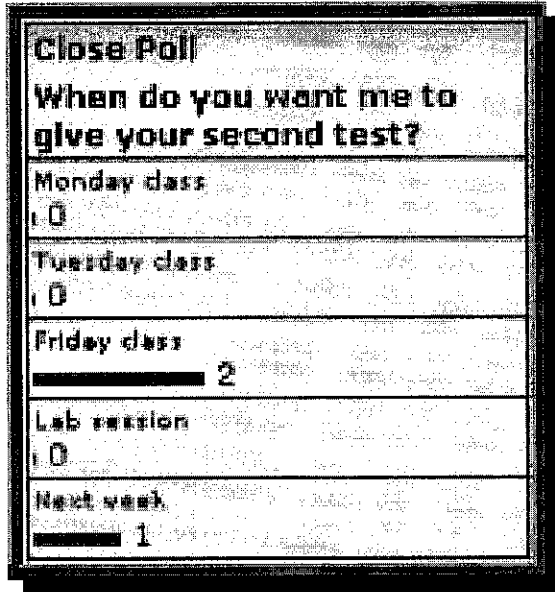 Close Poll
When do you want me to
give your second test?
Monday class
0
Tuesday class
0
Friday class
2
Lab session
0
Next week
1